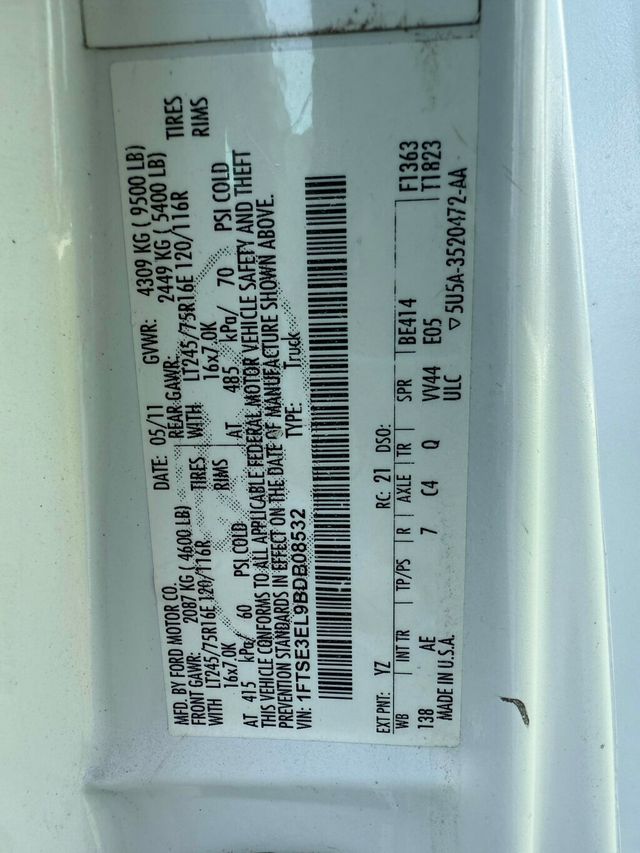 MFD. BY FORD MOTOR CO. DATE: 05/11 GVWR: 4309 KG ( 9500 LB)
FRONT GAWR: 2087 KG ( 4600 LB) REAR GAWR: 2449 KG ( 5400 LB)
WITH LT245/75R16E 120/116R TIRES WITH LT245/75R16E 120/116R TIRES
16x7.0K RIMS 16x7.0K RIMS
AT 415 kPa/ 60 PSI COLD AT 485 kPa/ 70 PSI COLD
THIS VEHICLE CONFORMS TO ALL APPLICABLE FEDERAL MOTOR VEHICLE SAFETY AND THEFT
PREVENTION STANDARDS IN EFFECT ON THE DATE OF MANUFACTURE SHOWN ABOVE.
VIN: 1FTSE3EL9BDB08532 TYPE: Truck
F1363
T1823
EXT PNT: YZ RC: 21 DSO:
WB INT TR TP/PS R AXLE TR SPR BE414
138 AE 7 C4 Q VV44 E05
MADE IN U.S.A. ULC ▽5U5A-3520472-AA